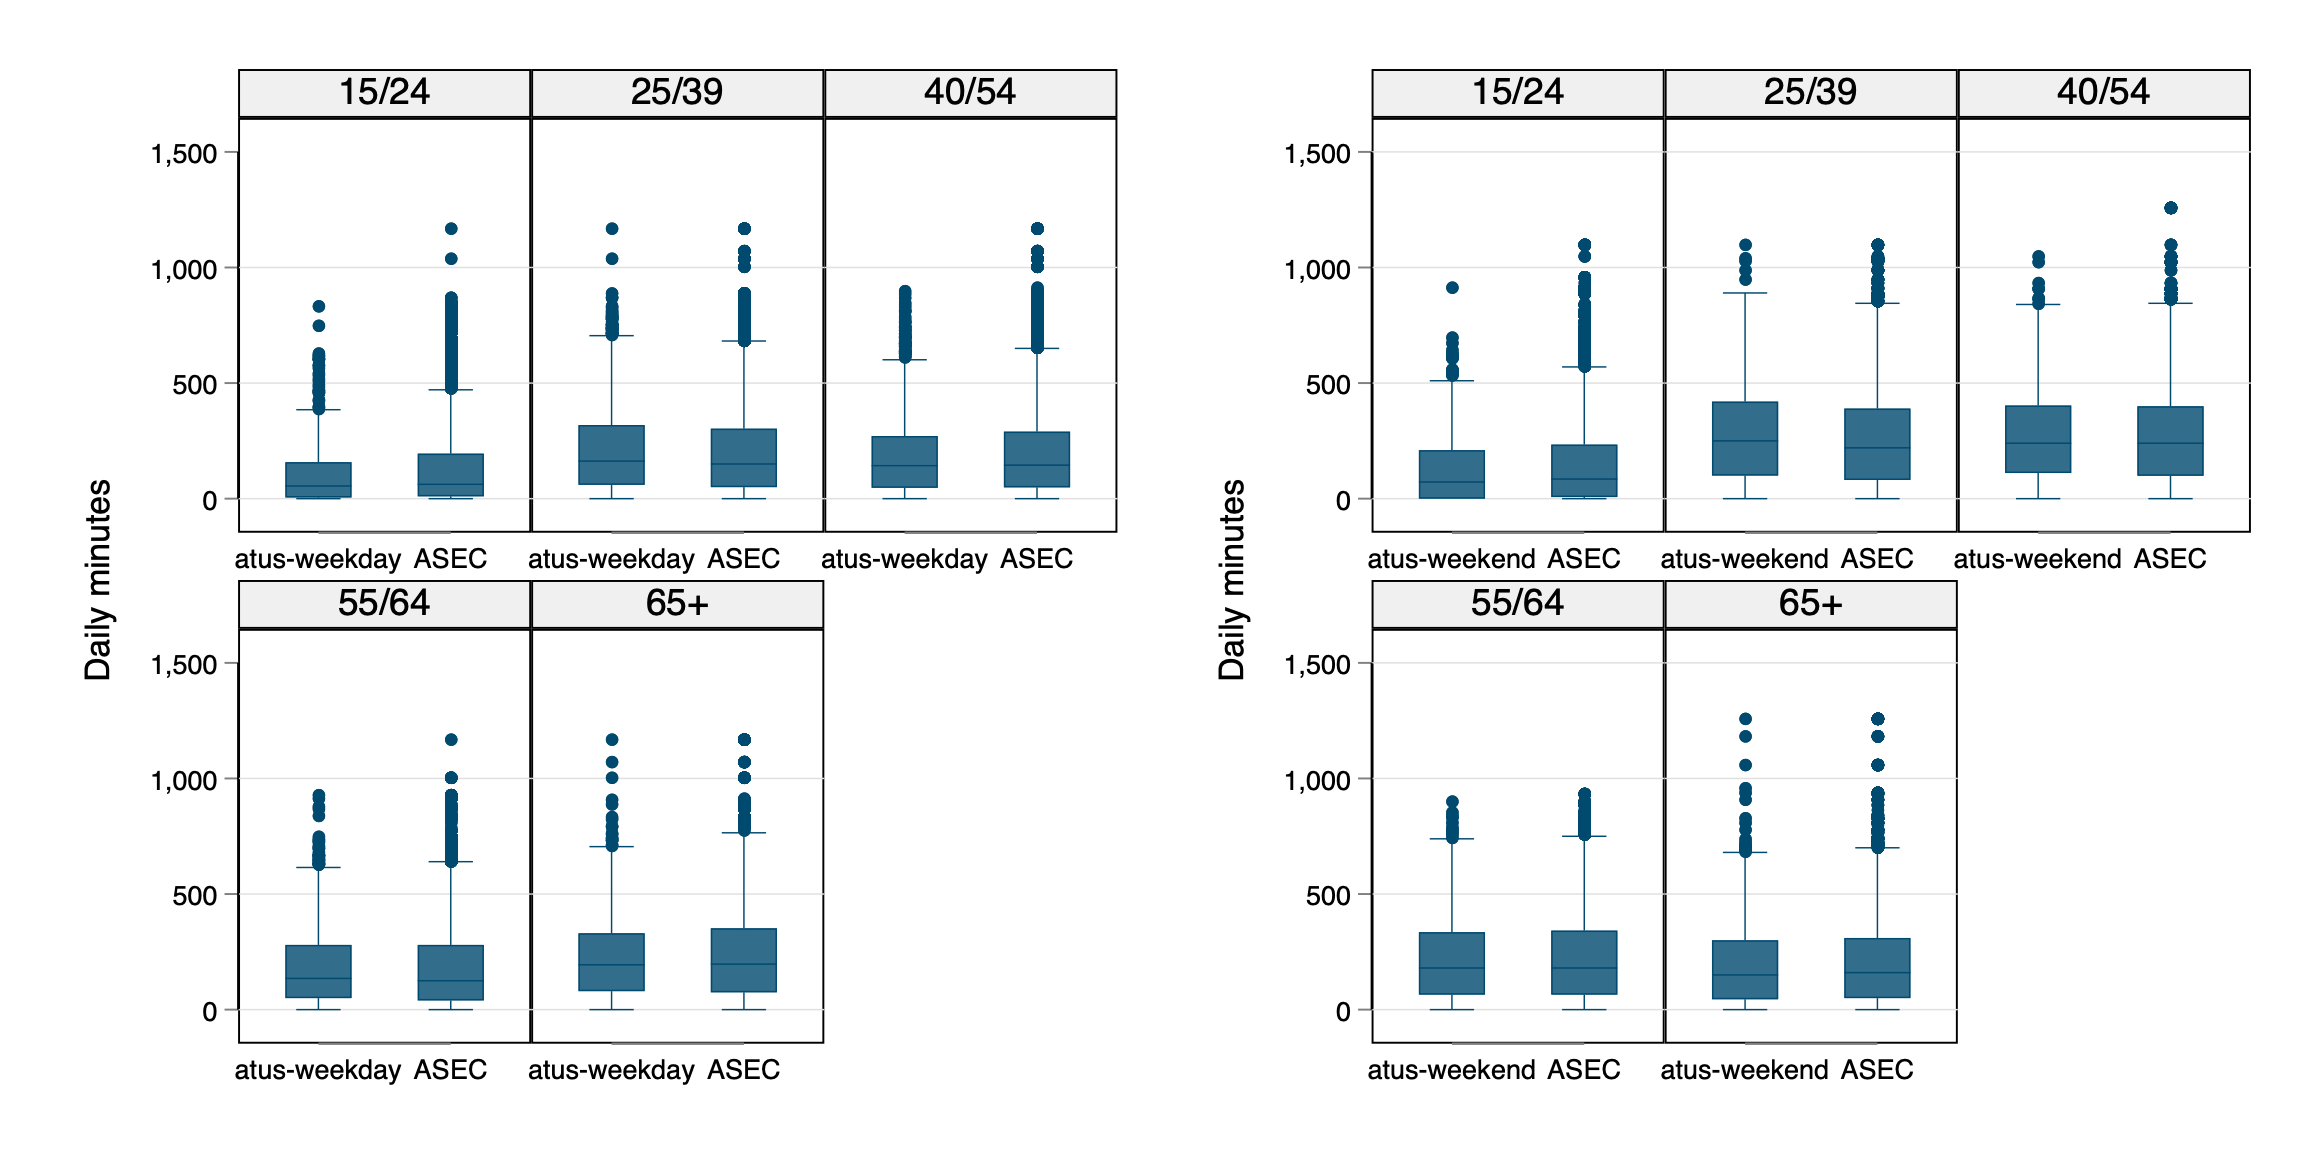 15/24 25/39 40/54
1,500
1,000
500
0
atus-weekday ASEC atus-weekday ASEC atus-weekday ASEC
55/64 65+
1,500
1,000
500
0
atus-weekday ASEC atus-weekday ASEC
Daily minutes
15/24 25/39 40/54
1,500
1,000
500
0
atus-weekend ASEC atus-weekend ASEC atus-weekend ASEC
55/64 65+
1,500
1,000
500
0
atus-weekend ASEC atus-weekend ASEC
Daily minutes